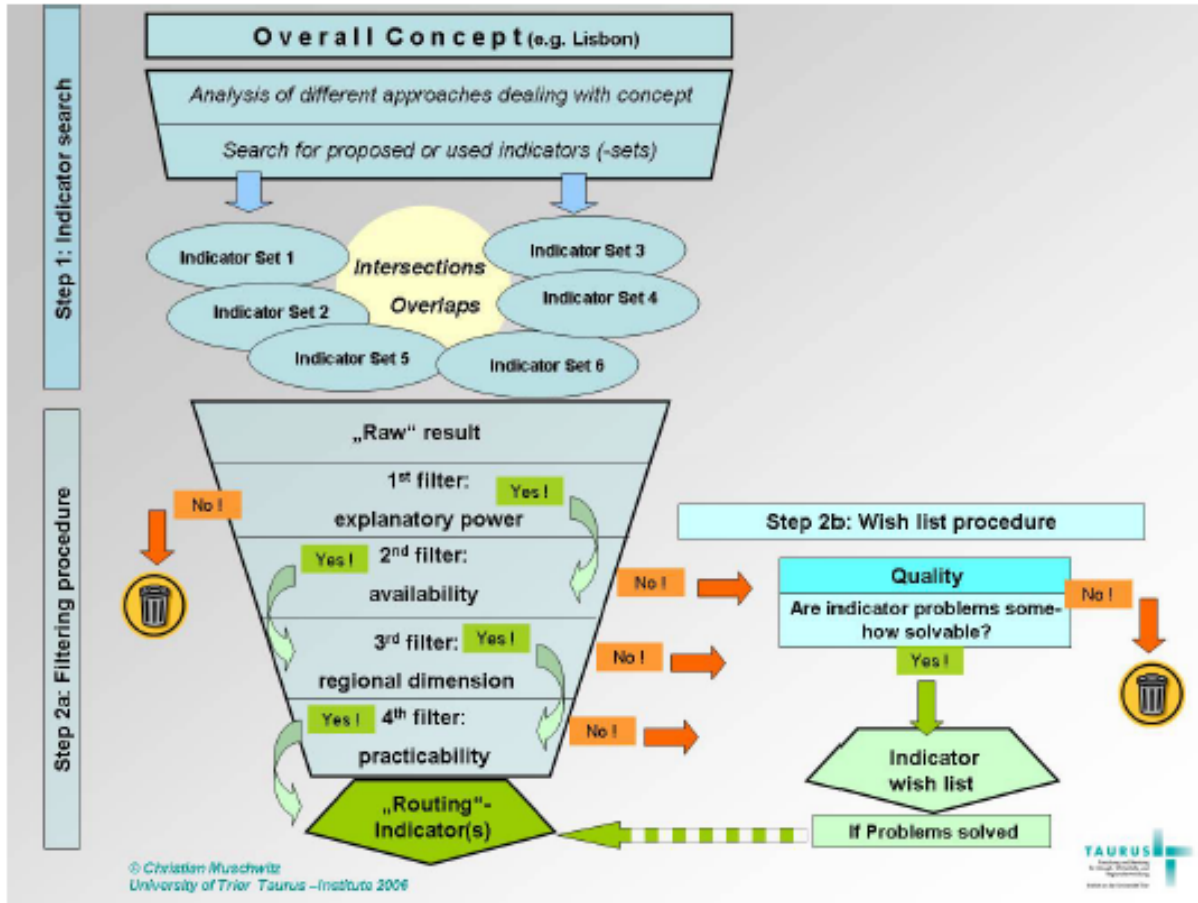 Step 1: Indicator search
Overall Concept (e.g. Lisbon)
Analysis of different approaches dealing with concept
Search for proposed or used indicators (-sets)
Indicator Set 1
Indicator Set 2
Indicator Set 5
Intersections
Overlaps
Indicator Set 3
Indicator Set 4
Indicator Set 6
Step 2a: Filtering procedure
„Raw“ result
1st filter:
explanatory power
Yes !
No !
2nd filter:
availability
Yes !
No !
3rd filter:
regional dimension
Yes !
No !
4th filter:
practicability
Yes !
No !
„Routing“-
Indicator(s)
Step 2b: Wish list procedure
Quality
Are indicator problems some-
how solvable?
No !
Yes !
Indicator
wish list
If Problems solved
© Christian Muschwitz
University of Trier Taurus –Institute 2006
TAURUS